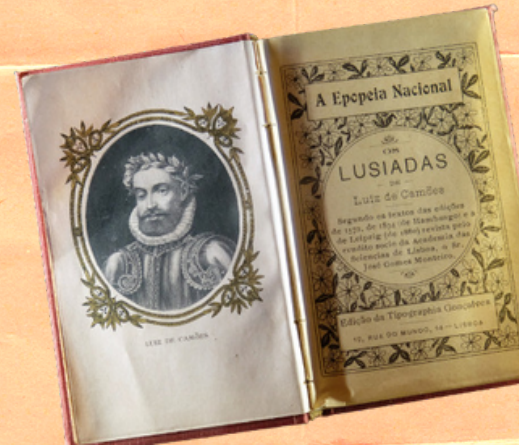 LUIZ DE CAMÕES
A Epopeia Nacional
OS
LUSIADAS
DE
Luiz de Camões
Segundo os textos das edições
de 1572, de 1834 (de Hamburgo) e a
de Leipzig (de 1880) revista pelo
erudito socio da Academia das
Sciencias de Lisboa, o Sr.
José Gomes Monteiro.
Edição da Typographia Gonçalves
RUA DO MUNDO, 14 — LISBOA